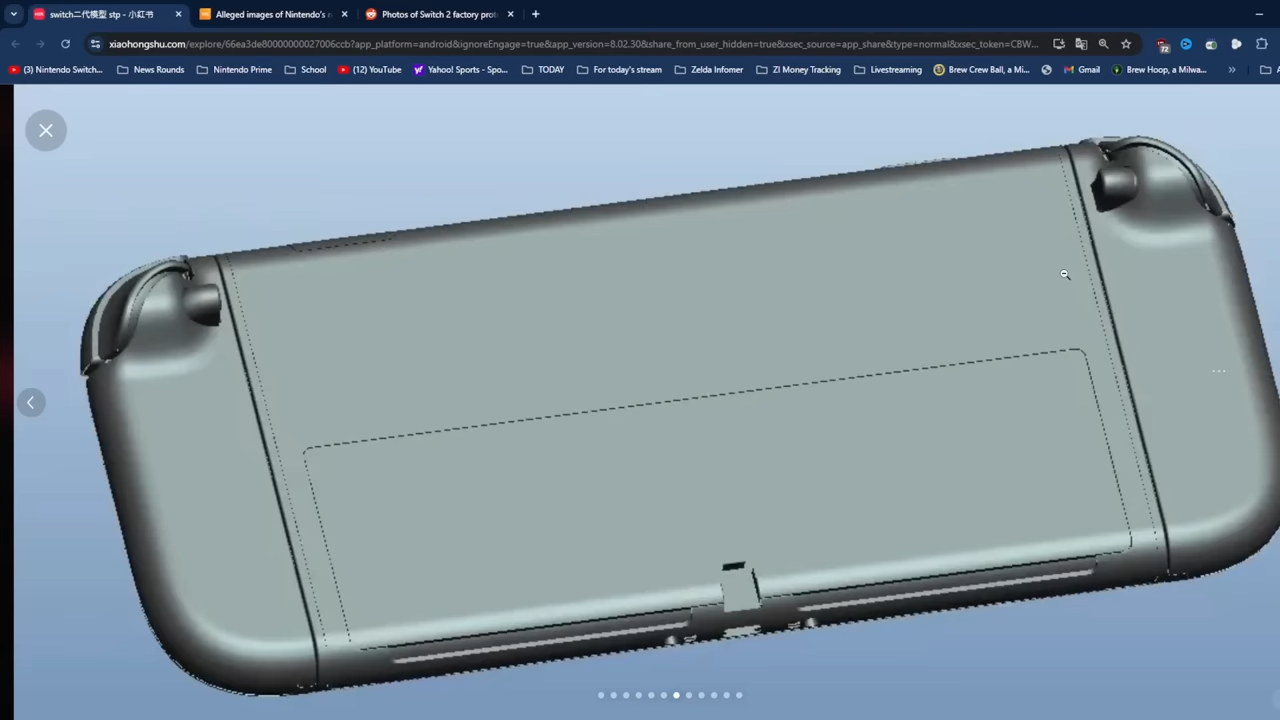 switch二代模型 stp - 小红书
Alleged images of Nintendo's n
Photos of Switch 2 factory prot
xiaohongshu.com/explore/66ea3de80000000027006ccb?app_platform=android&ignoreEngage=true&app_version=8.02.30&share_from_user_hidden=true&xsec_source=app_share&type=normal&xsec_token=CBW...
72
(3) Nintendo Switch...
News Rounds
Nintendo Prime
School
(12) YouTube
Yahoo! Sports - Spo...
TODAY
For today's stream
Zelda Informer
ZI Money Tracking
Livestreaming
Brew Crew Ball, a Mi...
Gmail
Brew Hoop, a Milwa...